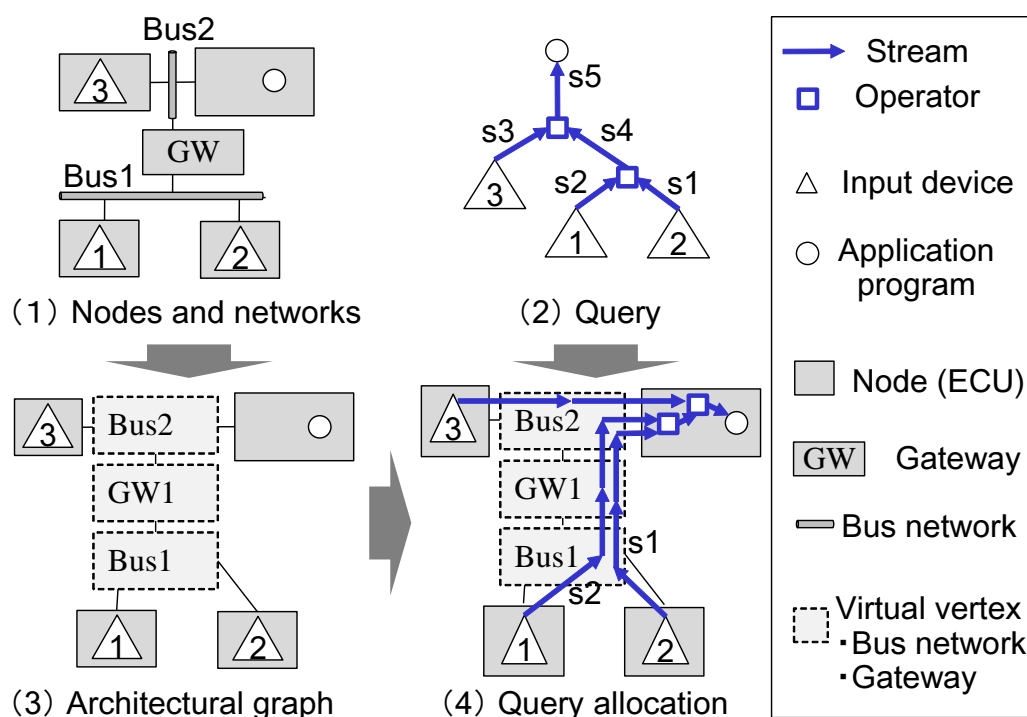 Bus2
3
GW
Bus1
1
2
(1) Nodes and networks
s5
s3
s4
s2
s1
3
1
2
(2) Query
3
Bus2
GW1
Bus1
1
2
(3) Architectural graph
3
Bus2
GW1
Bus1
s1
s2
1
2
(4) Query allocation
Stream
Operator
Input device
Application
program
Node (ECU)
GW
Gateway
Bus network
Virtual vertex
・Bus network
・Gateway